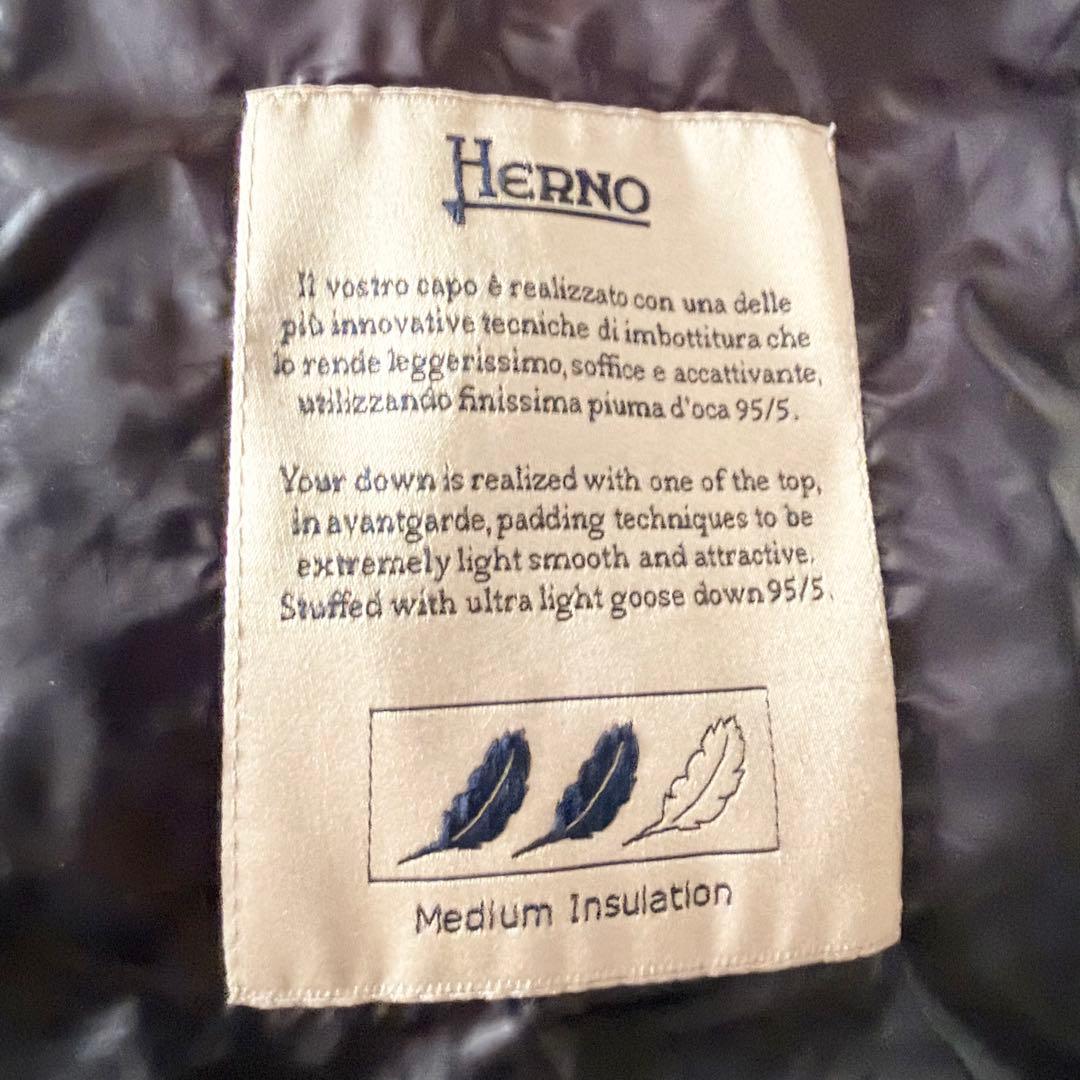 HERNO
Il vostro capo è realizzato con una delle
più innovative tecniche di imbottitura che
lo rende leggerissimo, soffice e accattivante,
utilizzando finissima piuma d'oca 95/5.
Your down is realized with one of the top,
in avantgarde, padding techniques to be
extremely light smooth and attractive.
Stuffed with ultra light goose down 95/5.
Medium Insulation